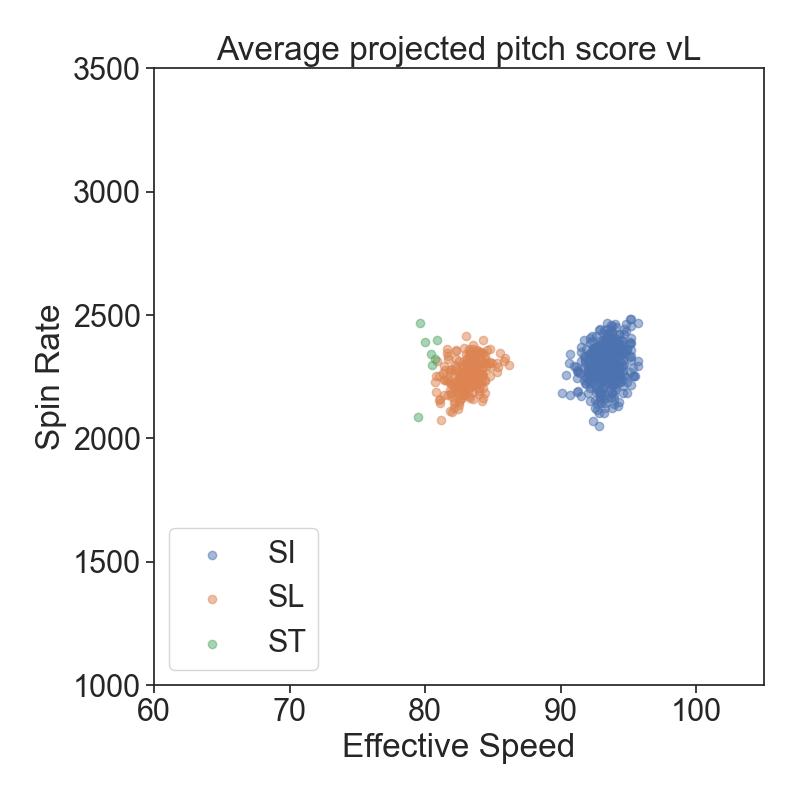 Average projected pitch score vL
3500
3000
2500
2000
1500
1000
Spin Rate
SI
SL
ST
60 70 80 90 100
Effective Speed